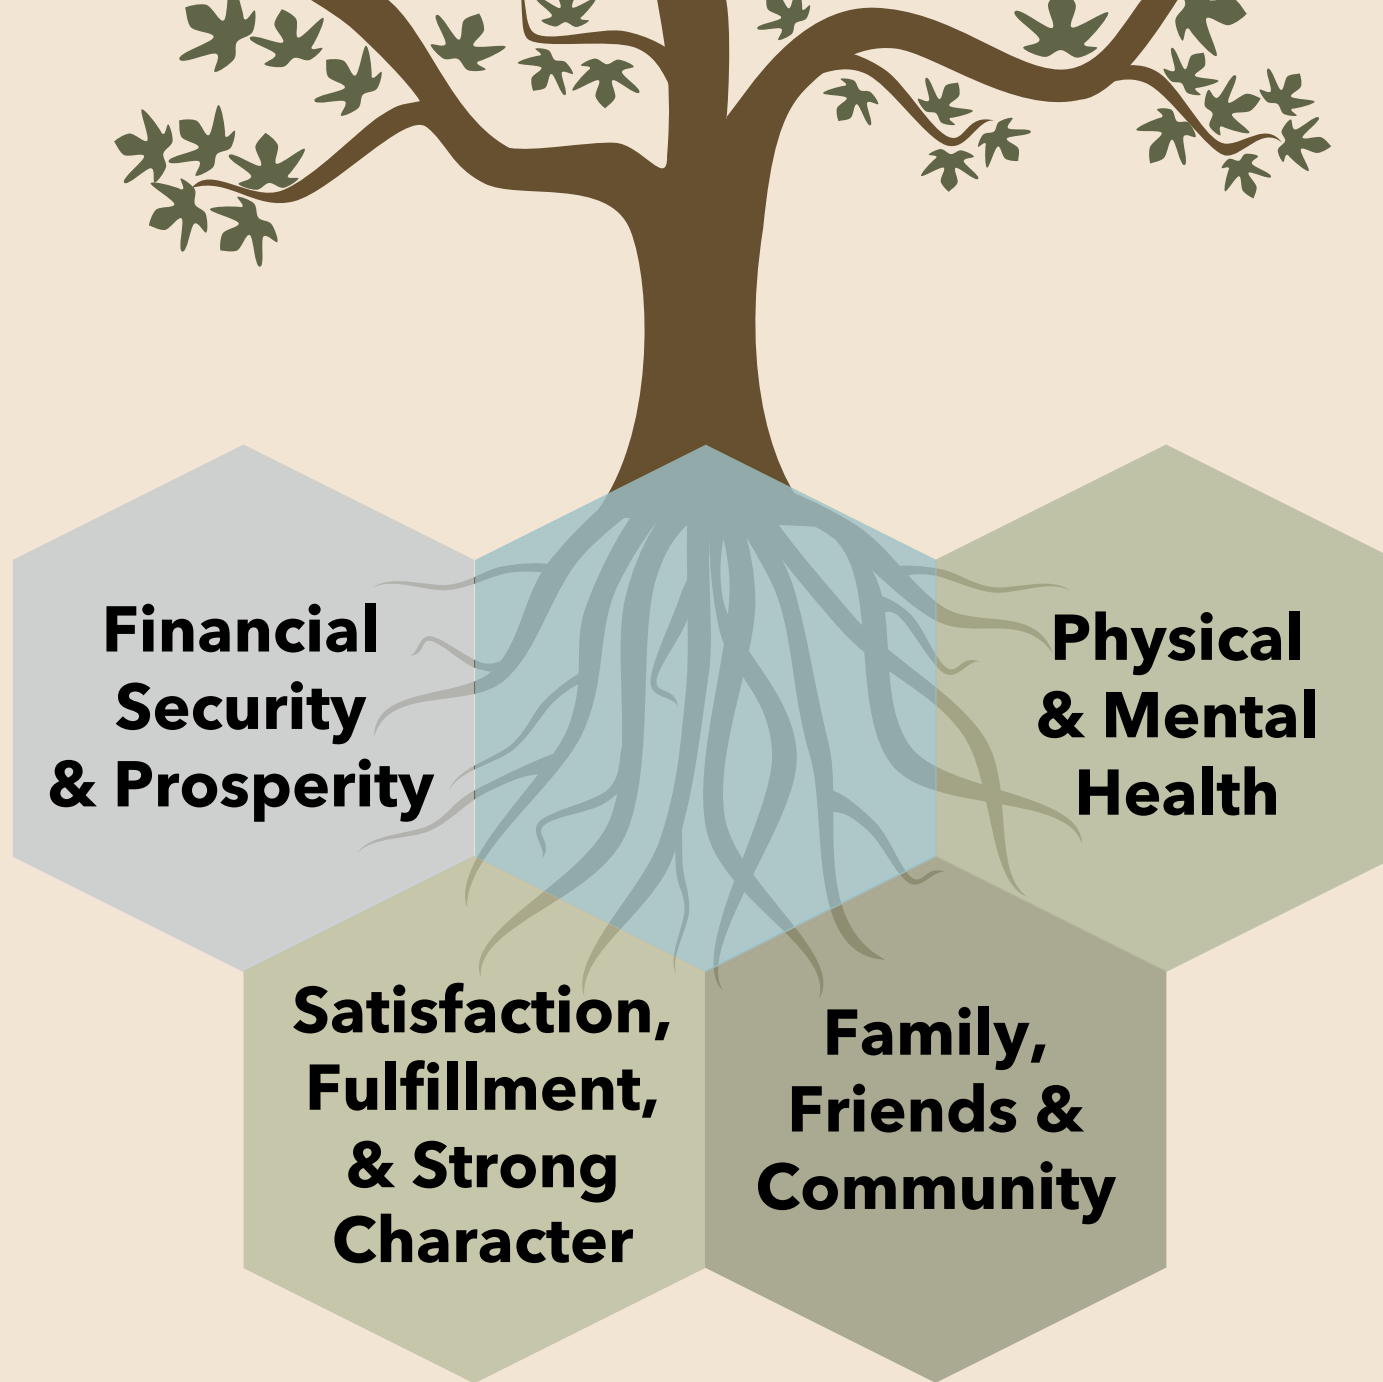 Financial
Security
& Prosperity
Physical
& Mental
Health
Satisfaction,
Fulfillment,
& Strong
Character
Family,
Friends &
Community